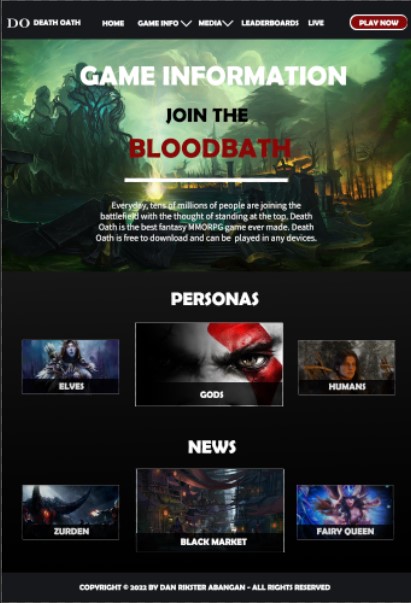 DO DEATH OATH HOME GAME INFO MEDIA LEADERBOARDS LIVE PLAY NOW
GAME INFORMATION
JOIN THE
BLOODBATH
Everyday, tens of millions of people are joining the
battlefield with the thought of standing at the top. Death
Oath is the best fantasy MMORPG game ever made. Death
Oath is free to download and can be played in any devices.
PERSONAS
ELVES
GODS
HUMANS
NEWS
ZURDEN
BLACK MARKET
FAIRY QUEEN
COPYRIGHT © 2022 BY DAN RIKSTER ABANGAN - ALL RIGHTS RESERVED